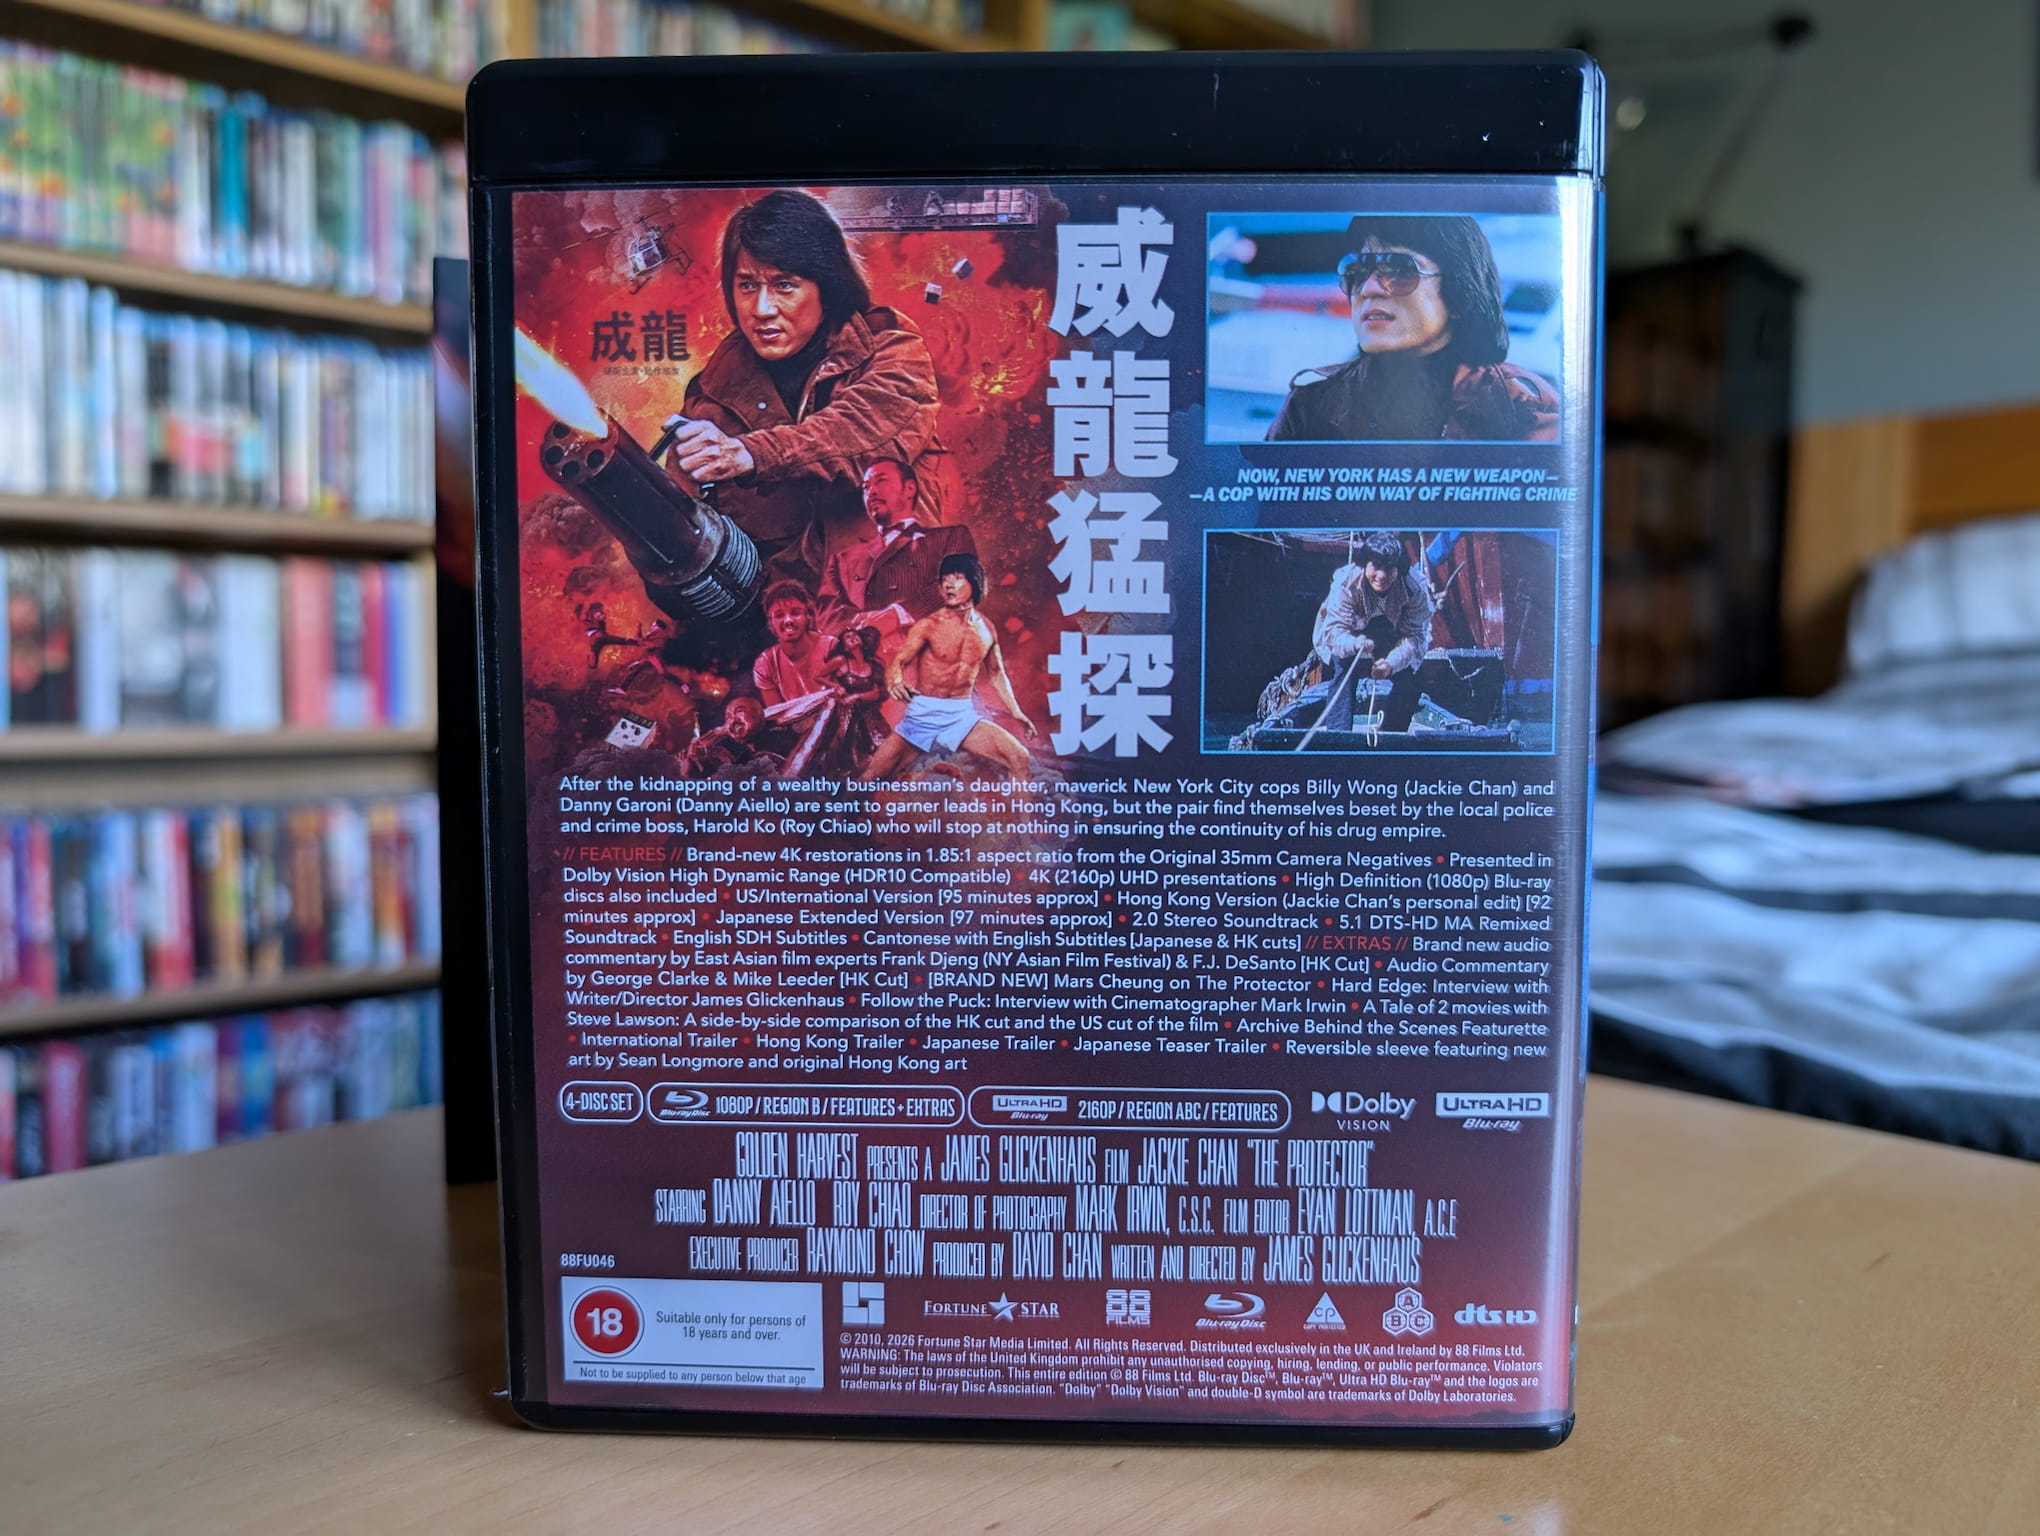 成龍
威龍猛探
NOW, NEW YORK HAS A NEW WEAPON—
—A COP WITH HIS OWN WAY OF FIGHTING CRIME
After the kidnapping of a wealthy businessman's daughter, maverick New York City cops Billy Wong (Jackie Chan) and
Danny Garoni (Danny Aiello) are sent to garner leads in Hong Kong, but the pair find themselves beset by the local police
and crime boss, Harold Ko (Roy Chiao) who will stop at nothing in ensuring the continuity of his drug empire.
// FEATURES // Brand-new 4K restorations in 1.85:1 aspect ratio from the Original 35mm Camera Negatives • Presented in
Dolby Vision High Dynamic Range (HDR10 Compatible) • 4K (2160p) UHD presentations • High Definition (1080p) Blu-ray
discs also included • US/International Version [95 minutes approx] • Hong Kong Version (Jackie Chan's personal edit) [92
minutes approx] • Japanese Extended Version [97 minutes approx] • 2.0 Stereo Soundtrack • 5.1 DTS-HD MA Remixed
Soundtrack • English SDH Subtitles • Cantonese with English Subtitles [Japanese & HK cuts] // EXTRAS // Brand new audio
commentary by East Asian film experts Frank Djeng (NY Asian Film Festival) & F.J. DeSanto [HK Cut] • Audio Commentary
by George Clarke & Mike Leeder [HK Cut] • [BRAND NEW] Mars Cheung on The Protector • Hard Edge: Interview with
Writer/Director James Glickenhaus • Follow the Puck: Interview with Cinematographer Mark Irwin • A Tale of 2 movies with
Steve Lawson: A side-by-side comparison of the HK cut and the US cut of the film • Archive Behind the Scenes Featurette
• International Trailer • Hong Kong Trailer • Japanese Trailer • Japanese Teaser Trailer • Reversible sleeve featuring new
art by Sean Longmore and original Hong Kong art
4-DISC SET Blu-ray Disc 1080P / REGION B / FEATURES + EXTRAS ULTRA HD Blu-ray 2160P / REGION ABC / FEATURES Dolby VISION ULTRA HD Blu-ray
GOLDEN HARVEST PRESENTS A JAMES GLICKENHAUS FILM JACKIE CHAN "THE PROTECTOR"
STARRING DANNY AIELLO ROY CHIAO DIRECTOR OF PHOTOGRAPHY MARK IRWIN, C.S.C. FILM EDITOR EVAN LOTTMAN, A.C.E
EXECUTIVE PRODUCER RAYMOND CHOW PRODUCED BY DAVID CHAN WRITTEN AND DIRECTED BY JAMES GLICKENHAUS
88FU046
18
Suitable only for persons of
18 years and over.
Not to be supplied to any person below that age
FORTUNE STAR 88 FILMS Blu-ray Disc CP COPY PROTECTED A B C dts HD
© 2010, 2026 Fortune Star Media Limited. All Rights Reserved. Distributed exclusively in the UK and Ireland by 88 Films Ltd.
WARNING: The laws of the United Kingdom prohibit any unauthorised copying, hiring, lending, or public performance. Violators
will be subject to prosecution. This entire edition © 88 Films Ltd. Blu-ray Disc™, Blu-ray™, Ultra HD Blu-ray™ and the logos are
trademarks of Blu-ray Disc Association. "Dolby" "Dolby Vision" and double-D symbol are trademarks of Dolby Laboratories.